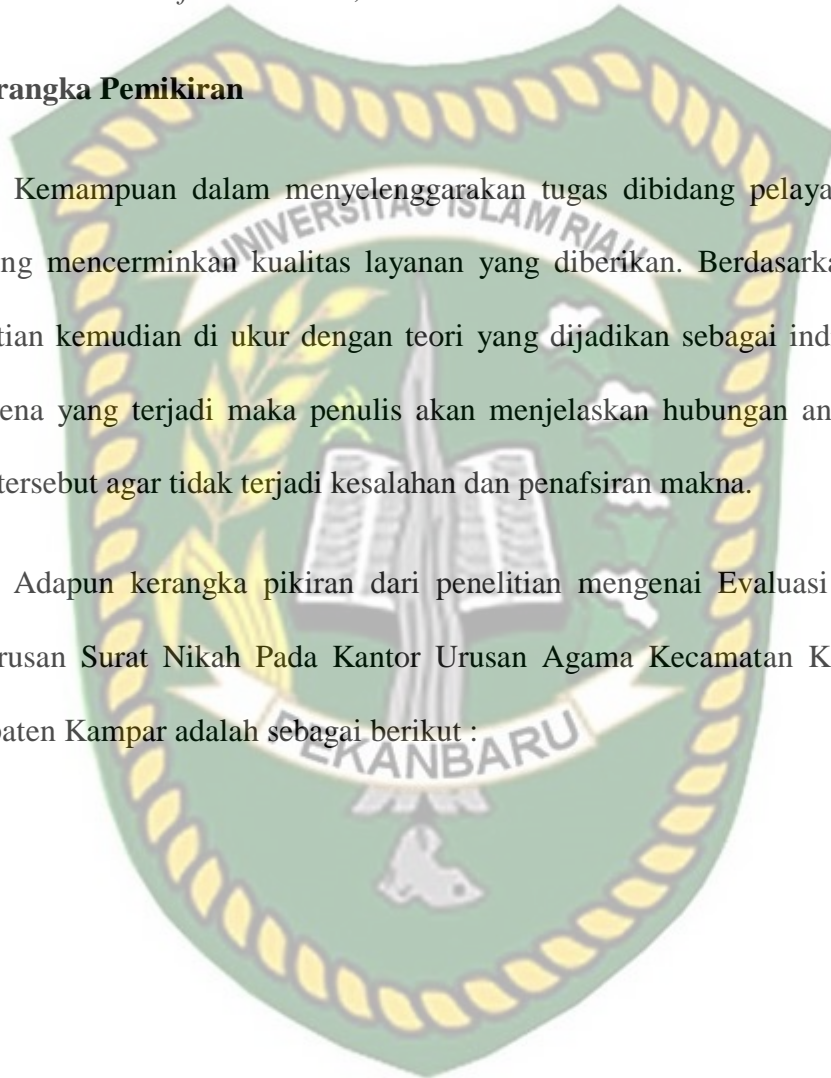 rangka Pemikiran
Kemampuan dalam menyelenggarakan tugas dibidang pelaya
UNIVERSITAS ISLAM RIAU
ng mencerminkan kualitas layanan yang diberikan. Berdasarka
tian kemudian di ukur dengan teori yang dijadikan sebagai ind
ena yang terjadi maka penulis akan menjelaskan hubungan an
tersebut agar tidak terjadi kesalahan dan penafsiran makna.
Adapun kerangka pikiran dari penelitian mengenai Evaluasi
rusan Surat Nikah Pada Kantor Urusan Agama Kecamatan K
paten Kampar adalah sebagai berikut :
PEKANBARU